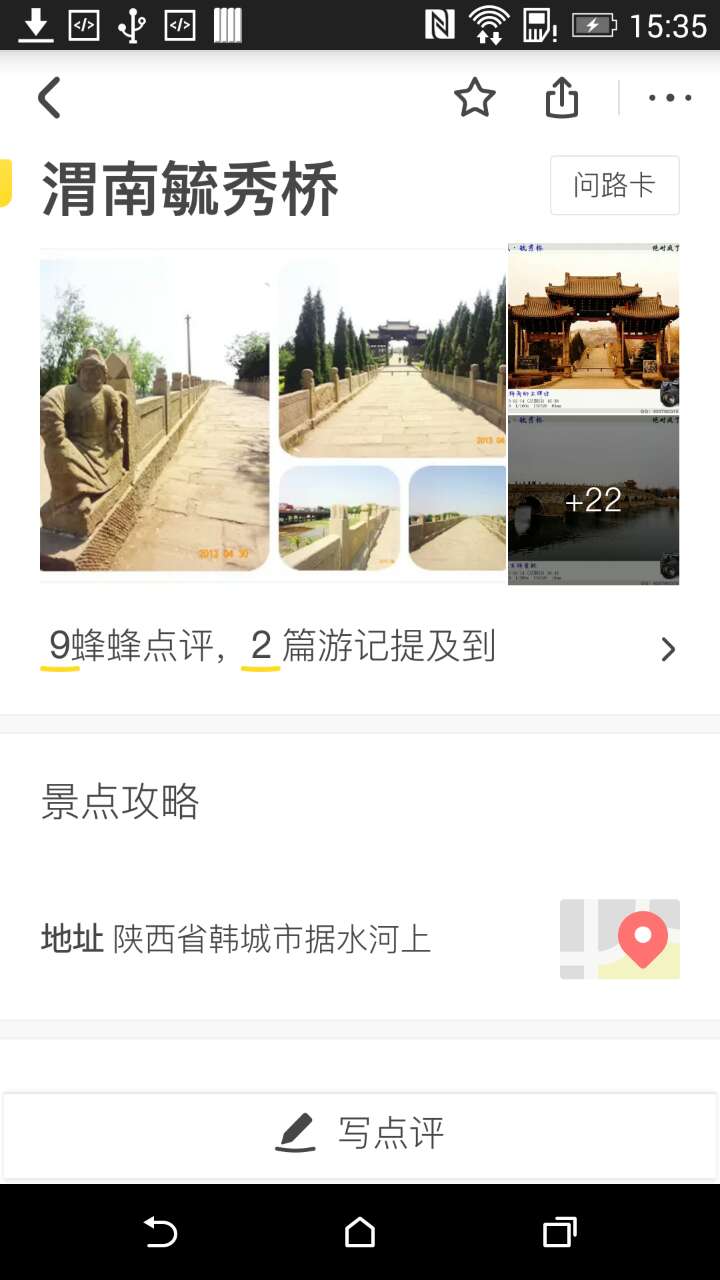 15:35
渭南毓秀桥
问路卡
2013 04 30
+22
9蜂蜂点评，2 篇游记提及到
景点攻略
地址 陕西省韩城市据水河上
写点评